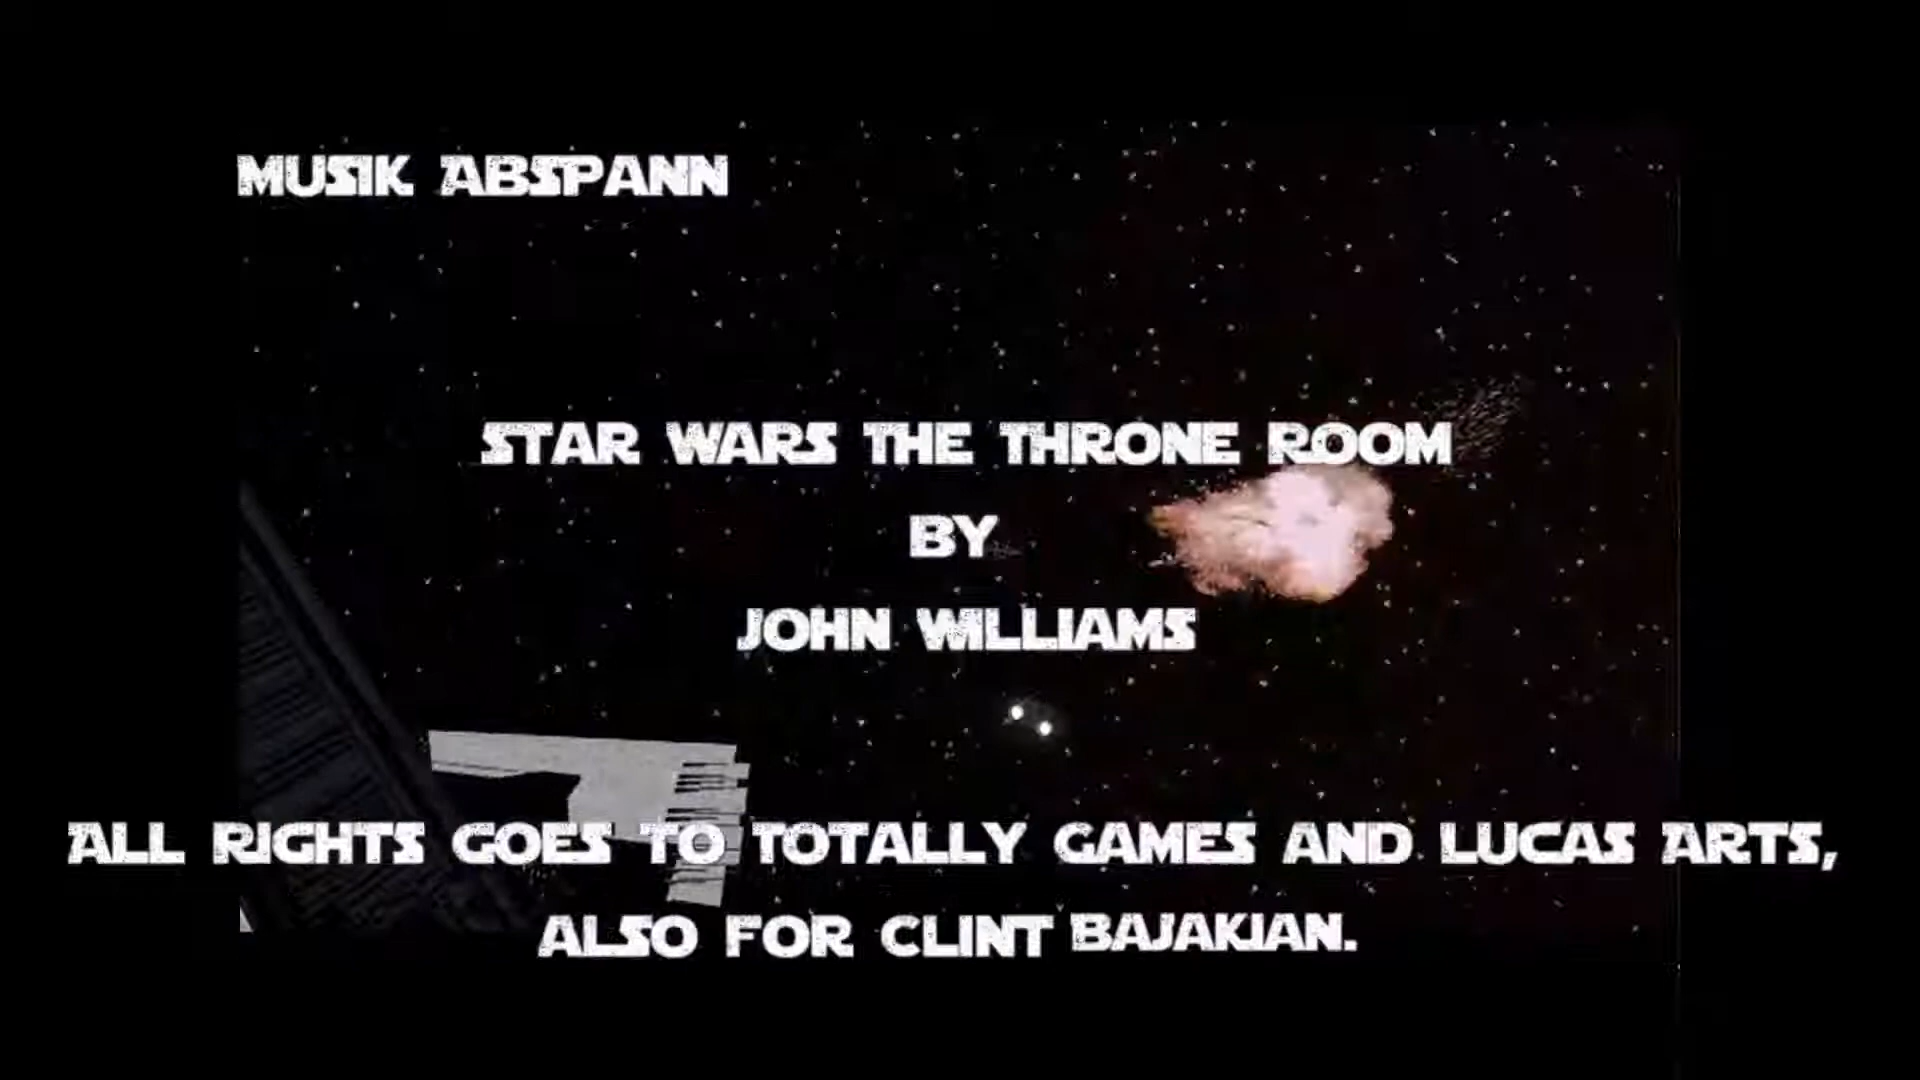 MUSIK ABSPANN
STAR WARS THE THRONE ROOM
BY
JOHN WILLIAMS
ALL RIGHTS GOES TO TOTALLY GAMES AND LUCAS ARTS,
ALSO FOR CLINT BAJAKIAN.